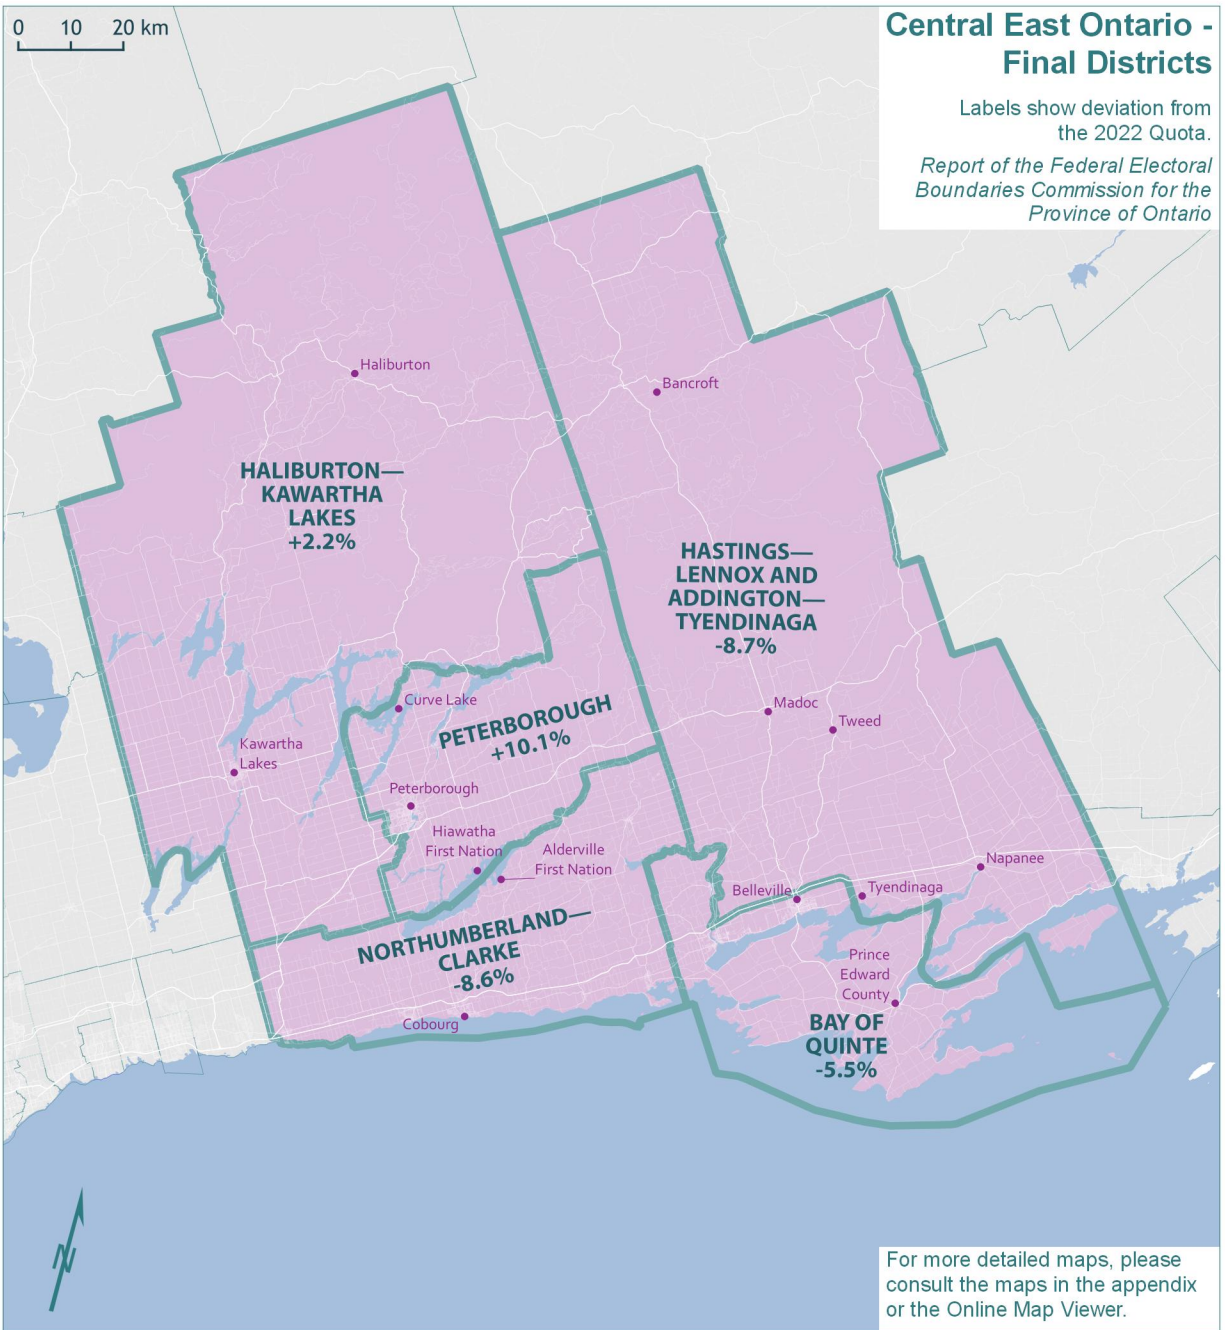 0 10 20 km
Central East Ontario -
Final Districts
Labels show deviation from
the 2022 Quota.
Report of the Federal Electoral
Boundaries Commission for the
Province of Ontario
Haliburton
Bancroft
HALIBURTON—
KAWARTHA
LAKES
+2.2%
HASTINGS—
LENNOX AND
ADDINGTON—
TYENDINAGA
-8.7%
Curve Lake
PETERBOROUGH
+10.1%
Madoc
Tweed
Kawartha
Lakes
Peterborough
Hiawatha
First Nation
Alderville
First Nation
Napanee
Belleville
Tyendinaga
NORTHUMBERLAND—
CLARKE
-8.6%
Prince
Edward
County
Cobourg
BAY OF
QUINTE
-5.5%
N
For more detailed maps, please
consult the maps in the appendix
or the Online Map Viewer.